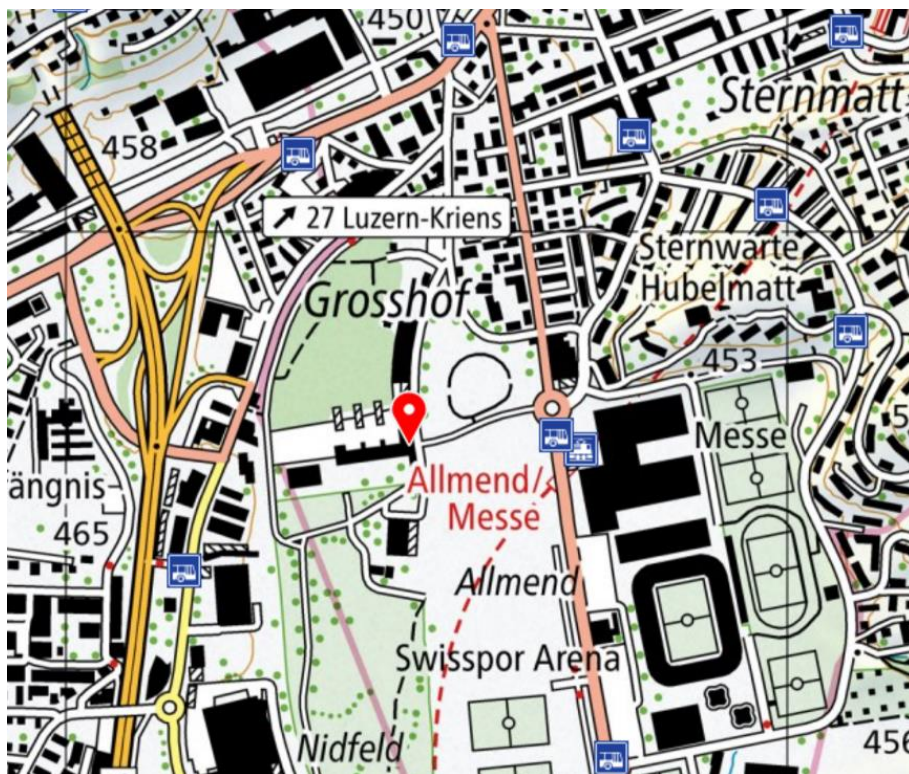 450
Sternmatt
458
27 Luzern-Kriens
Sternwarte
Hubelmatt
Grosshof
453
Messe
ängnis
Allmend/
Messe
465
Allmend
Swisspor Arena
Nidfeld
456